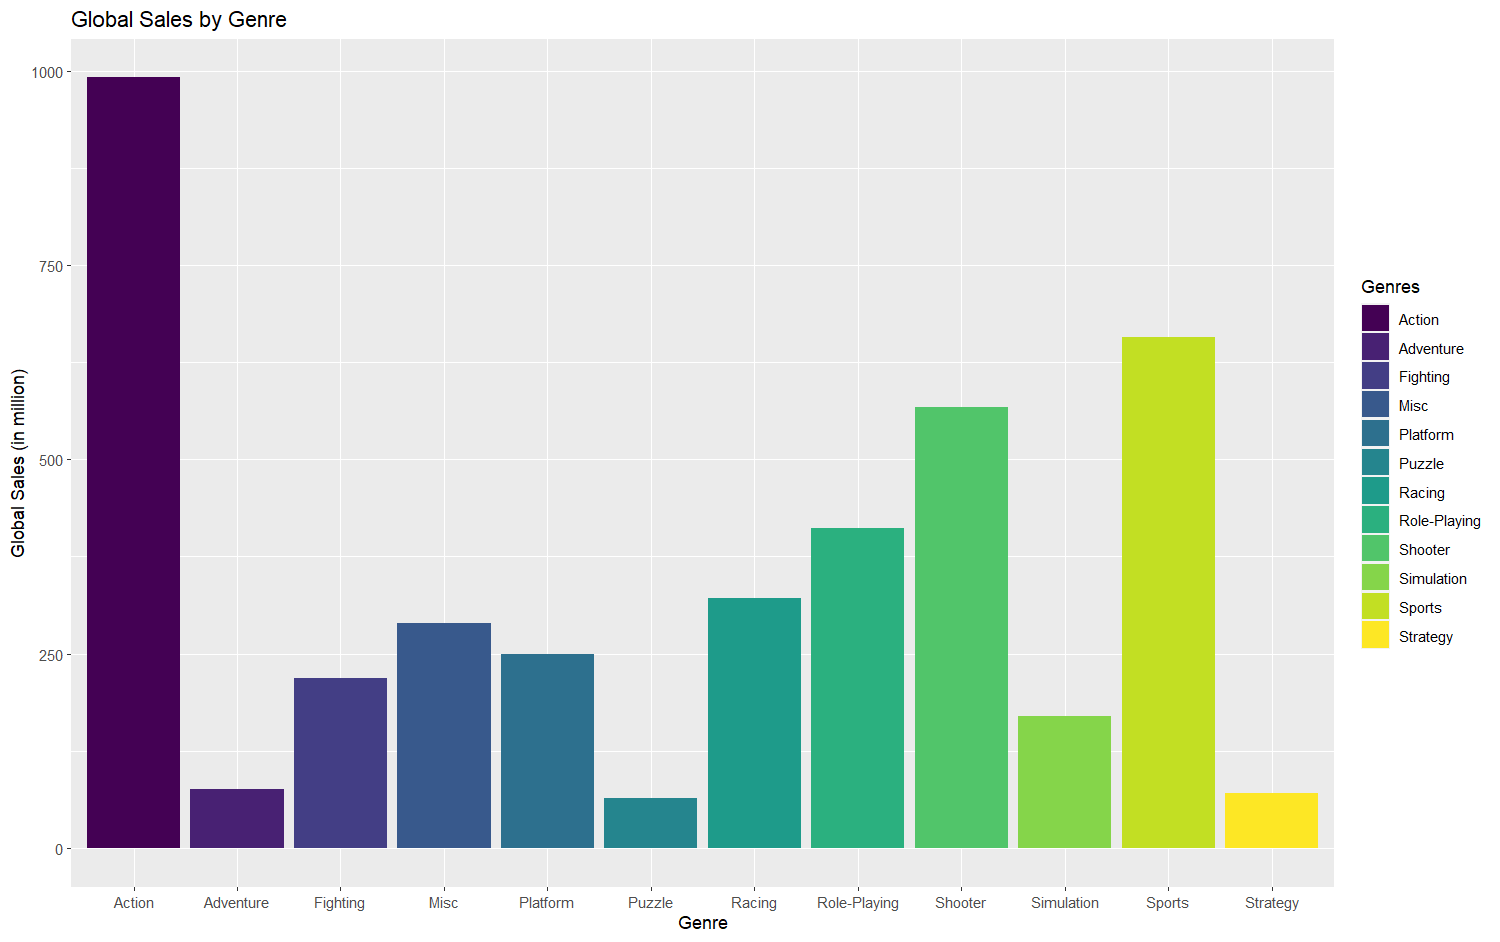 Global Sales by Genre
1000
750
500
250
0
Global Sales (in million)
Action Adventure Fighting Misc Platform Puzzle Racing Role-Playing Shooter Simulation Sports Strategy
Genre
Genres
Action
Adventure
Fighting
Misc
Platform
Puzzle
Racing
Role-Playing
Shooter
Simulation
Sports
Strategy